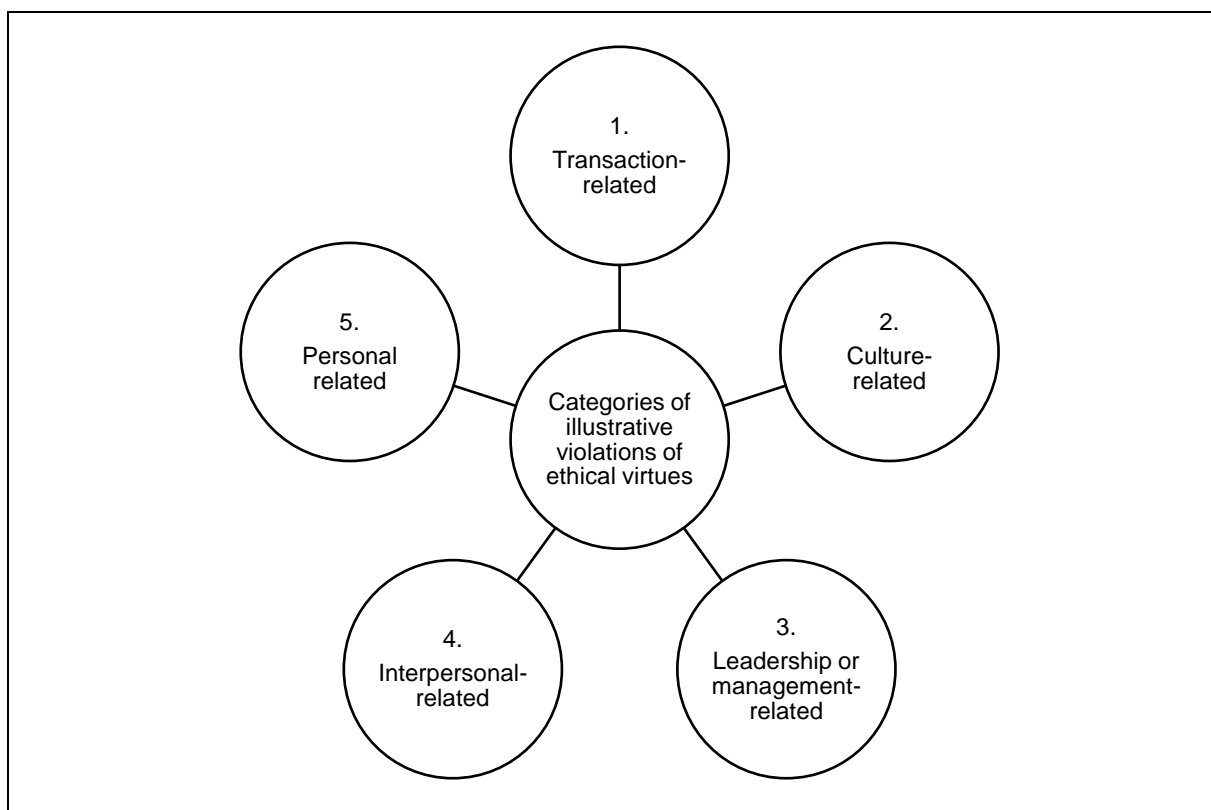 1.
Transaction-
related
2.
Culture-
related
3.
Leadership or
management-
related
4.
Interpersonal-
related
5.
Personal
related
Categories of
illustrative
violations of
ethical virtues